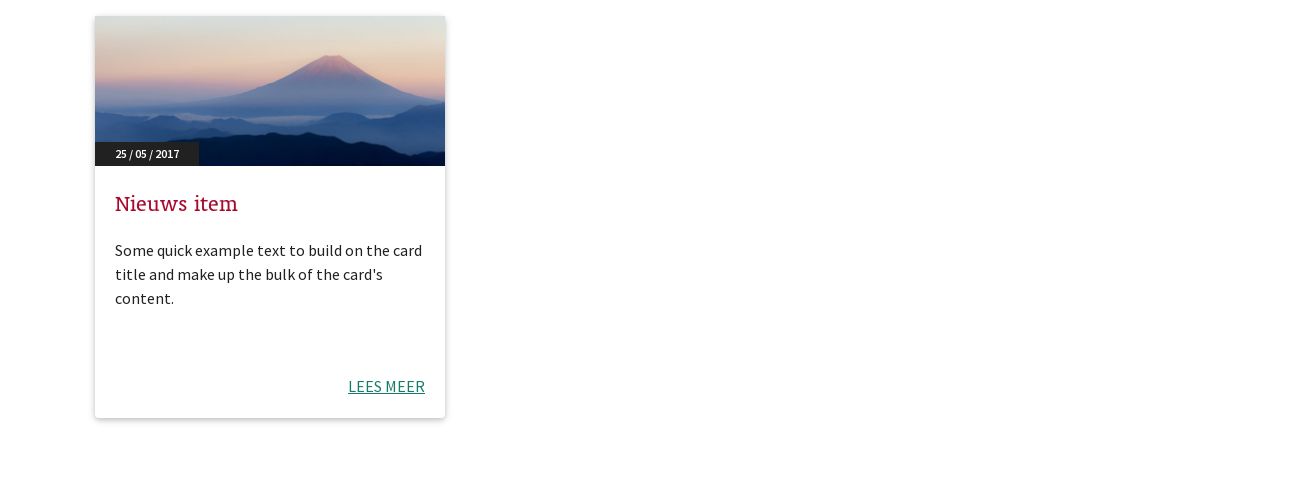 25 / 05 / 2017
Nieuws item
Some quick example text to build on the card
title and make up the bulk of the card's
content.
LEES MEER